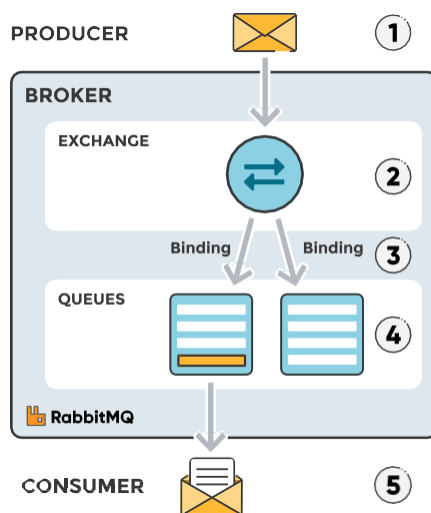 PRODUCER
1
BROKER
EXCHANGE
2
Binding Binding
3
QUEUES
4
RabbitMQ
CONSUMER
5